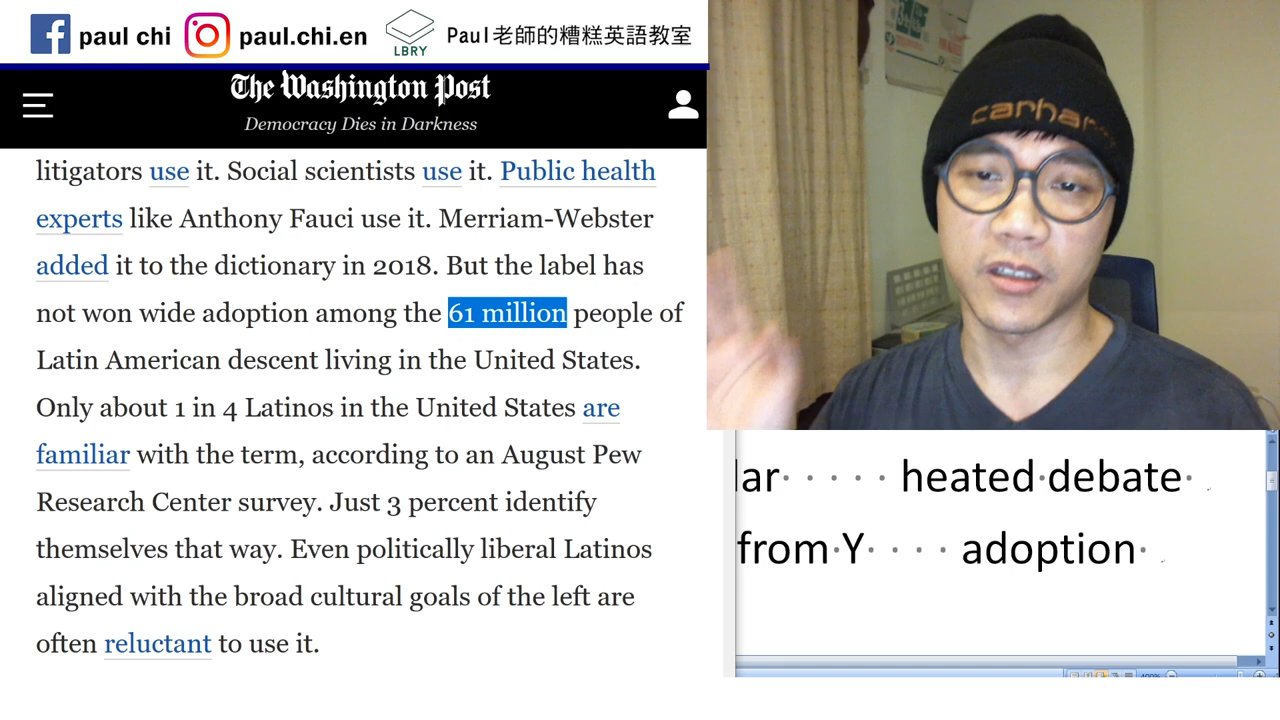 paul chi
paul.chi.en
LBRY
Paul老師的糟糕英語教室
The Washington Post
Democracy Dies in Darkness
litigators use it. Social scientists use it. Public health
experts like Anthony Fauci use it. Merriam-Webster
added it to the dictionary in 2018. But the label has
not won wide adoption among the 61 million people of
Latin American descent living in the United States.
Only about 1 in 4 Latinos in the United States are
familiar with the term, according to an August Pew
Research Center survey. Just 3 percent identify
themselves that way. Even politically liberal Latinos
aligned with the broad cultural goals of the left are
often reluctant to use it.
carhar
lar heated debate
from Y adoption